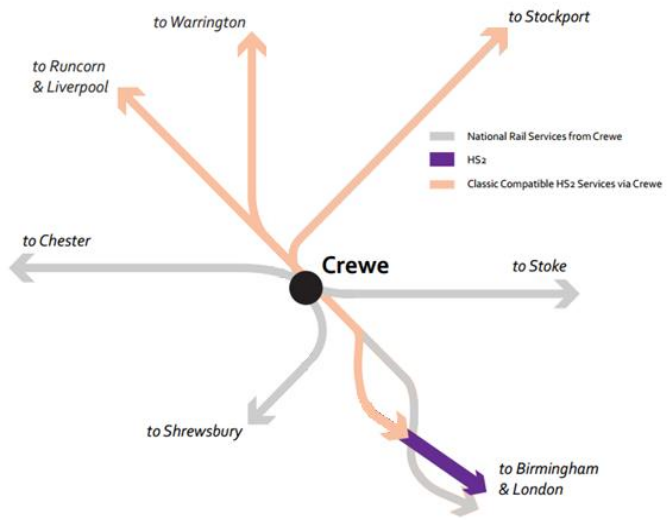 to Warrington
to Stockport
to Runcorn
& Liverpool
National Rail Services from Crewe
HS2
Classic Compatible HS2 Services via Crewe
to Chester
Crewe
to Stoke
to Shrewsbury
to Birmingham
& London